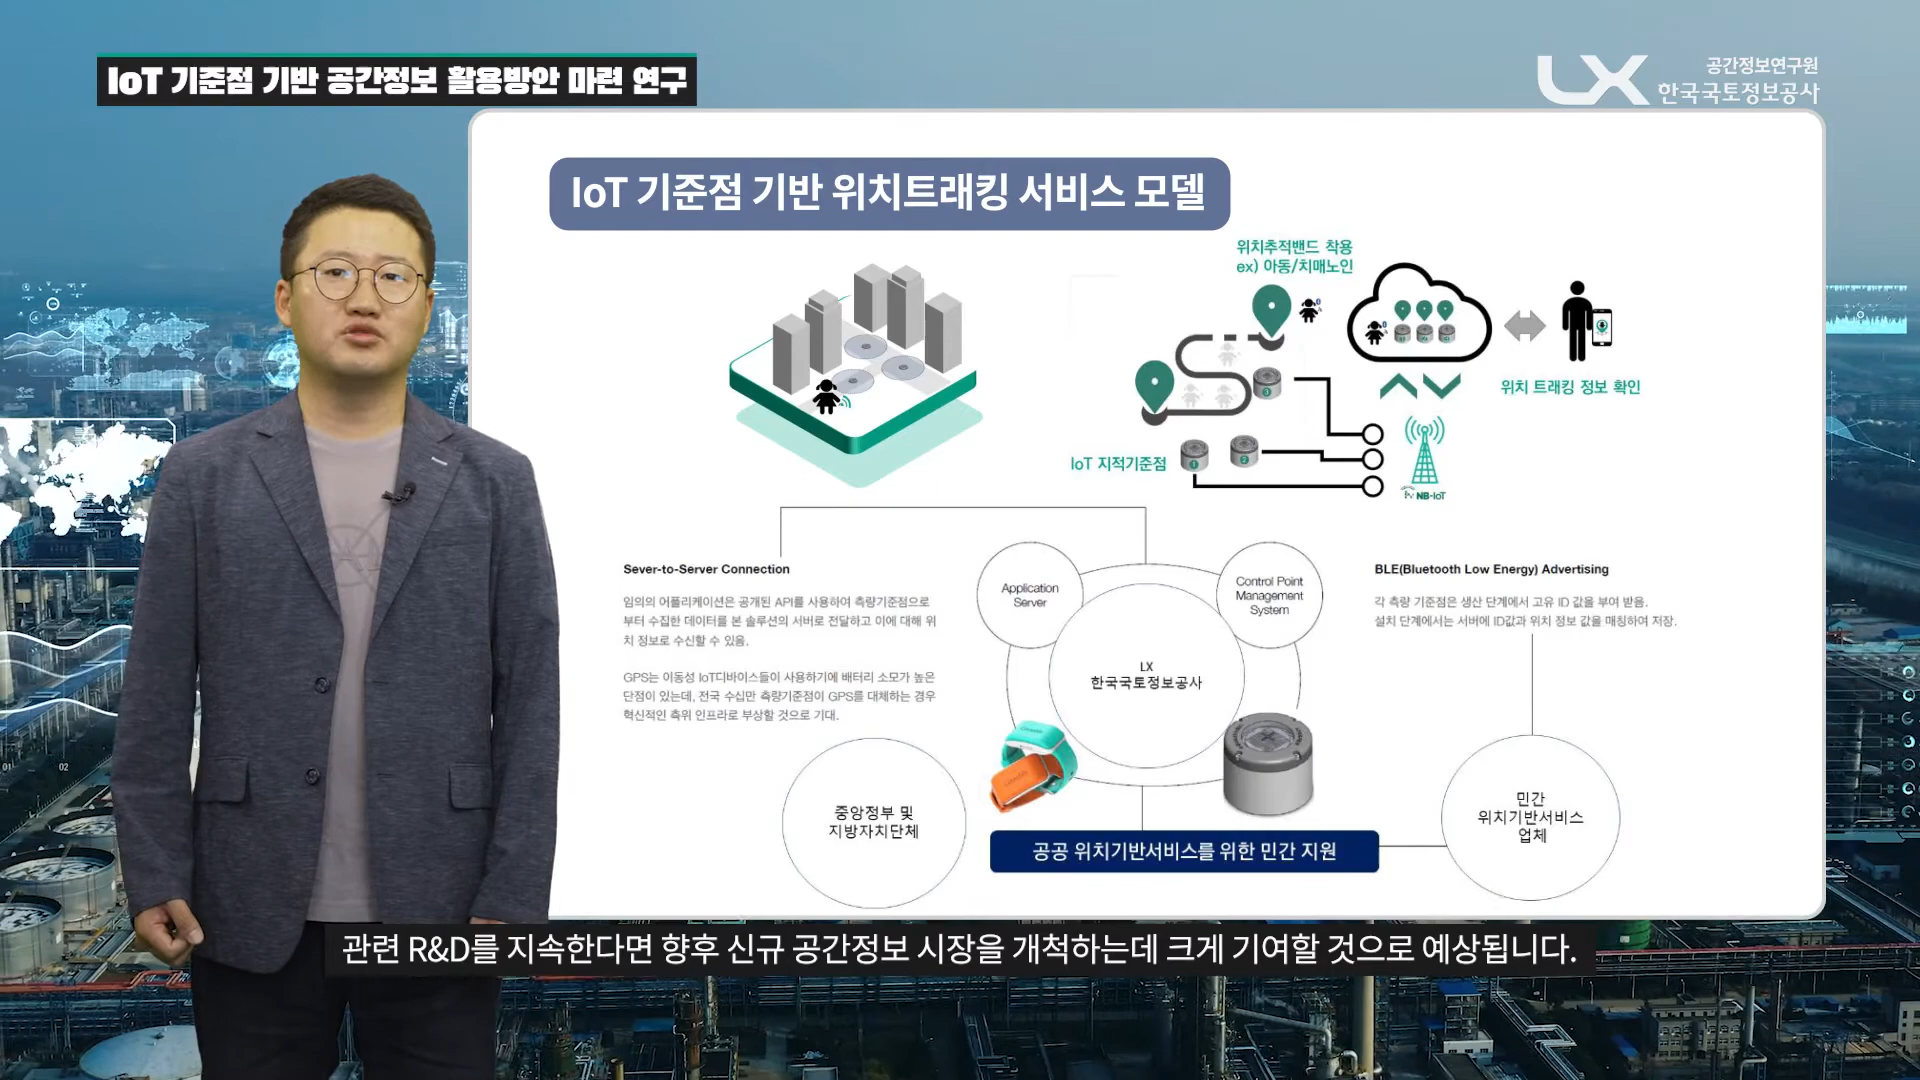 IoT 기준점 기반 공간정보 활용방안 마련 연구
LX 공간정보연구원
한국국토정보공사
IoT 기준점 기반 위치트래킹 서비스 모델
위치추적밴드 착용
ex) 아동/치매노인
위치 트래킹 정보 확인
IoT 지적기준점
1
2
3
NB-IoT
Sever-to-Server Connection
임의의 어플리케이션은 공개된 API를 사용하여 측량기준점으로
부터 수집한 데이터를 본 솔루션의 서버로 전달하고 이에 대해 위
치 정보로 수신할 수 있음.
GPS는 이동성 IoT디바이스들이 사용하기에 배터리 소모가 높은
단점이 있는데, 전국 수십만 측량기준점이 GPS를 대체하는 경우
혁신적인 측위 인프라로 부상할 것으로 기대.
Application
Server
Control Point
Management
System
LX
한국국토정보공사
BLE(Bluetooth Low Energy) Advertising
각 측량 기준점은 생산 단계에서 고유 ID 값을 부여 받음.
설치 단계에서는 서버에 ID값과 위치 정보 값을 매칭하여 저장.
중앙정부 및
지방자치단체
민간
위치기반서비스
업체
공공 위치기반서비스를 위한 민간 지원
01
02
관련 R&D를 지속한다면 향후 신규 공간정보 시장을 개척하는데 크게 기여할 것으로 예상됩니다.